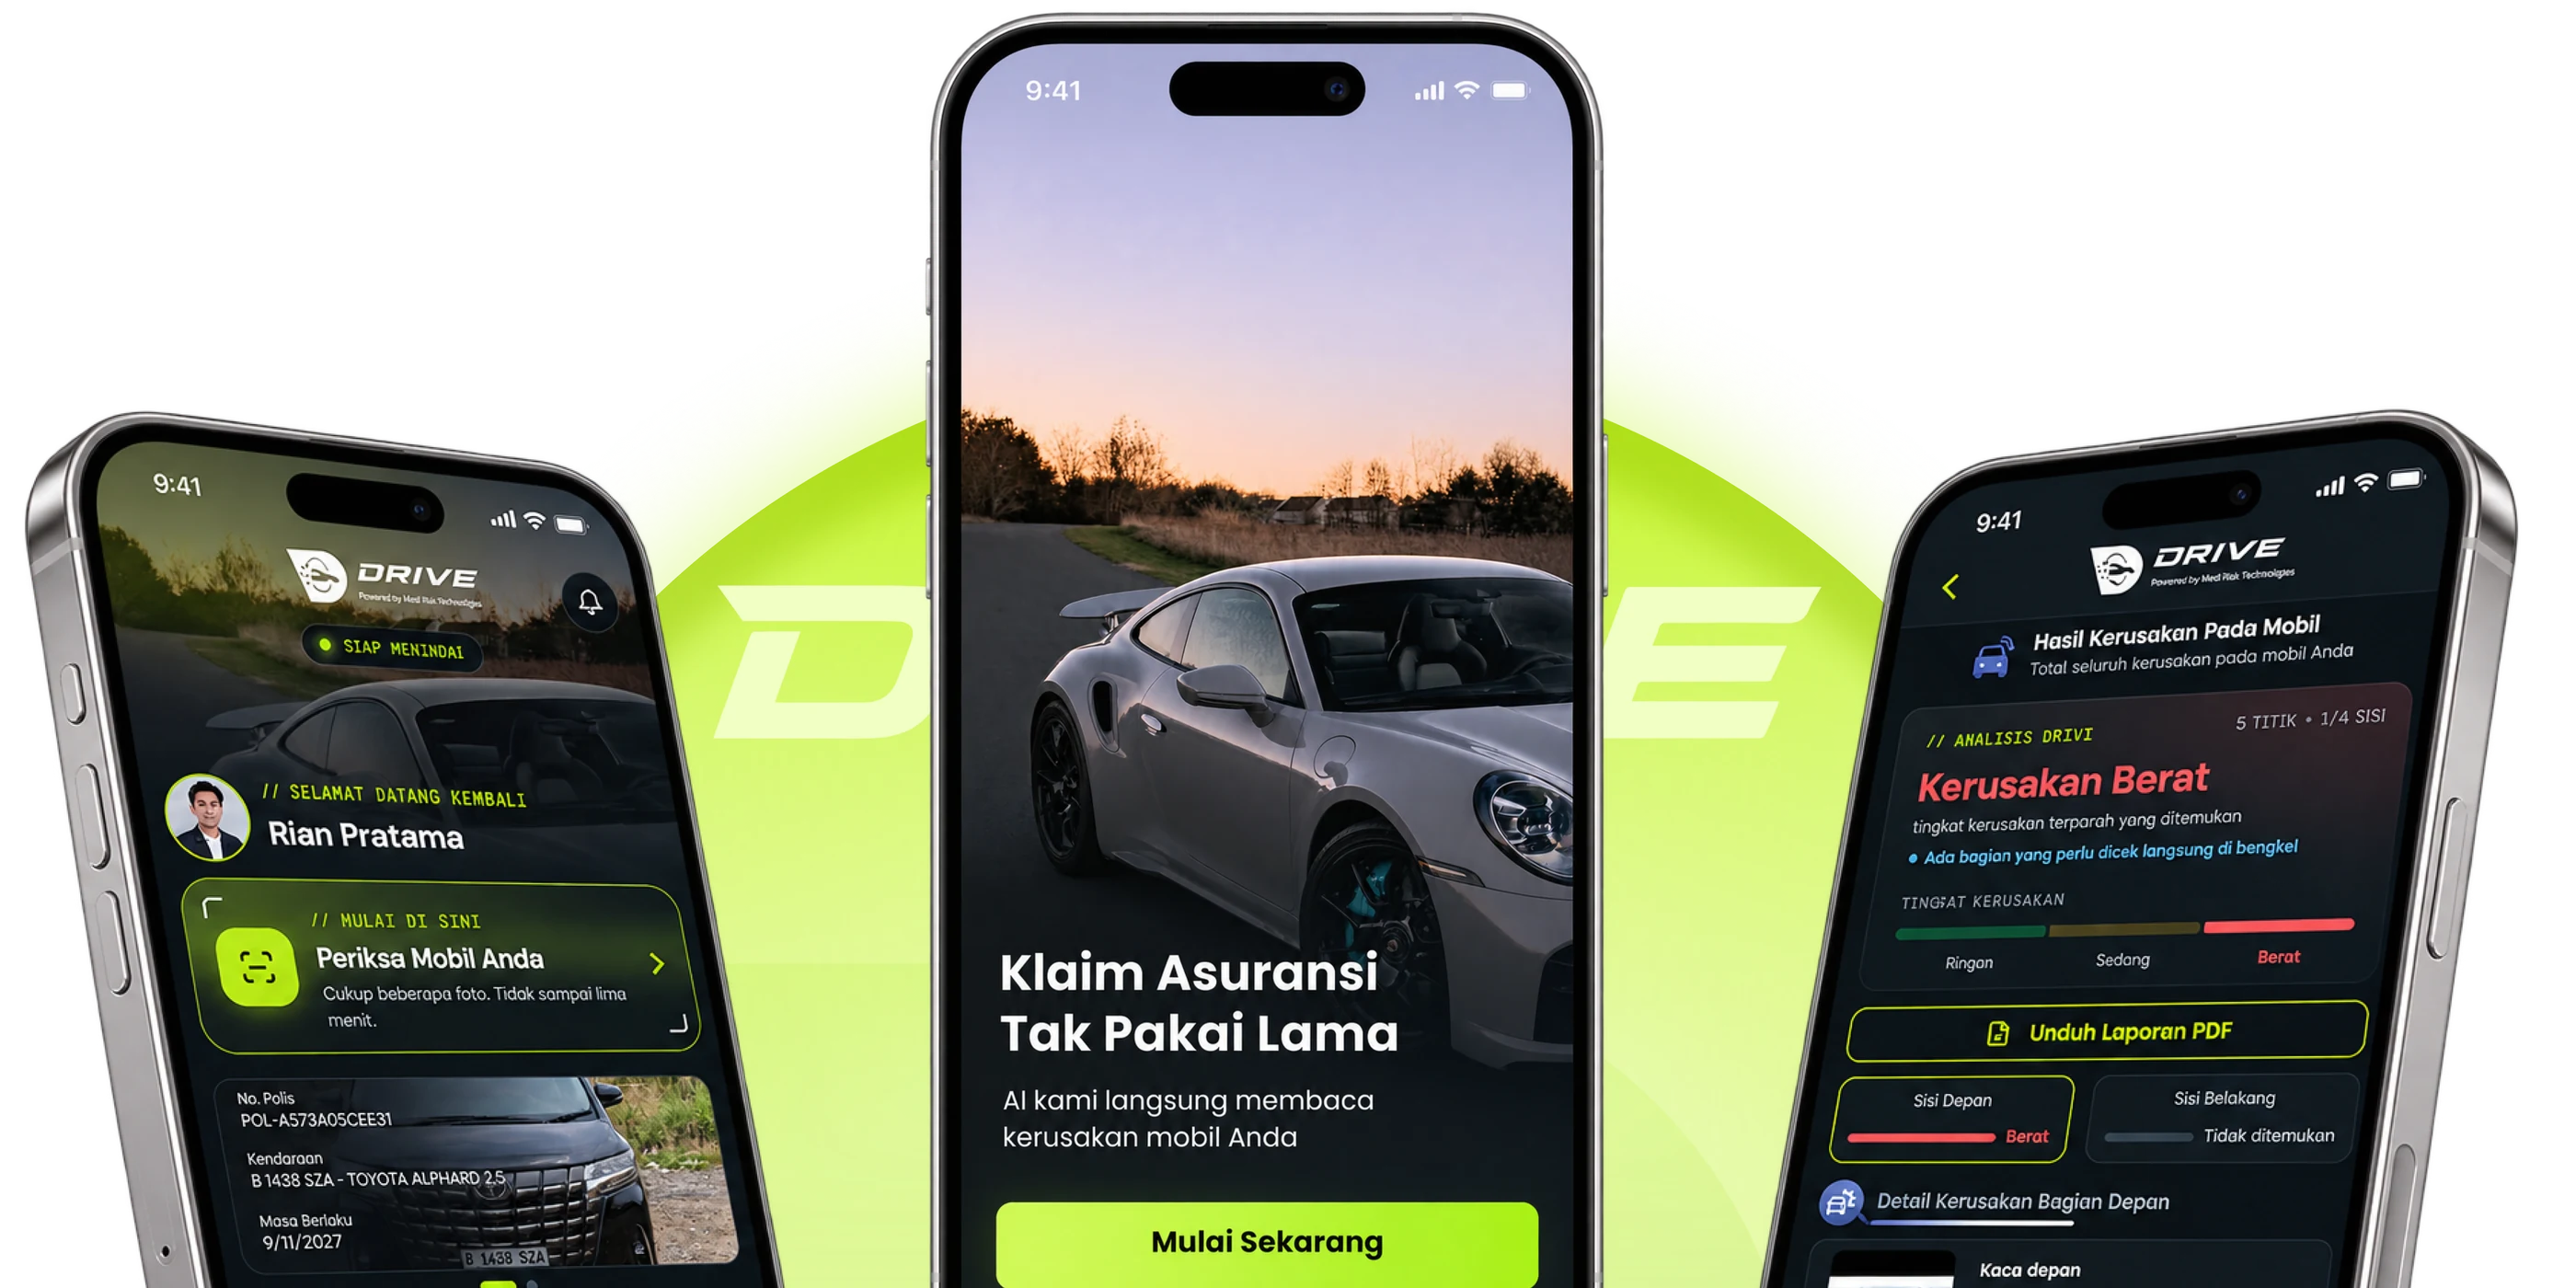 9:41
DRIVE
Powered by Med Risk Technologies
SIAP MENINDAI
// SELAMAT DATANG KEMBALI
Rian Pratama
// MULAI DI SINI
Periksa Mobil Anda
Cukup beberapa foto. Tidak sampai lima
menit.
No. Polis
POL-A573A05CEE31
Kendaraan
B 1438 SZA - TOYOTA ALPHARD 2.5
Masa Berlaku
9/11/2027
B 1438 SZA
D
E
9:41
Klaim Asuransi
Tak Pakai Lama
AI kami langsung membaca
kerusakan mobil Anda
Mulai Sekarang
9:41
DRIVE
Powered by Med Risk Technologies
Hasil Kerusakan Pada Mobil
Total seluruh kerusakan pada mobil Anda
// ANALISIS DRIVI
5 TITIK • 1/4 SISI
Kerusakan Berat
tingkat kerusakan terparah yang ditemukan
• Ada bagian yang perlu dicek langsung di bengkel
TINGKAT KERUSAKAN
Ringan
Sedang
Berat
Unduh Laporan PDF
Sisi Depan
Berat
Sisi Belakang
Tidak ditemukan
Detail Kerusakan Bagian Depan
Kaca depan